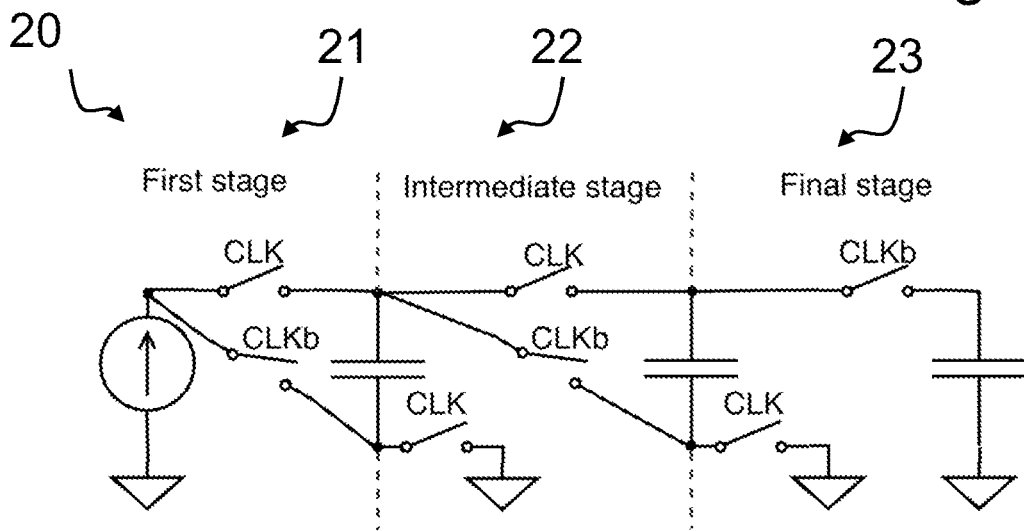 20
21
22
23
First stage
Intermediate stage
Final stage
CLK
CLK
CLKb
CLKb
CLKb
CLK
CLK